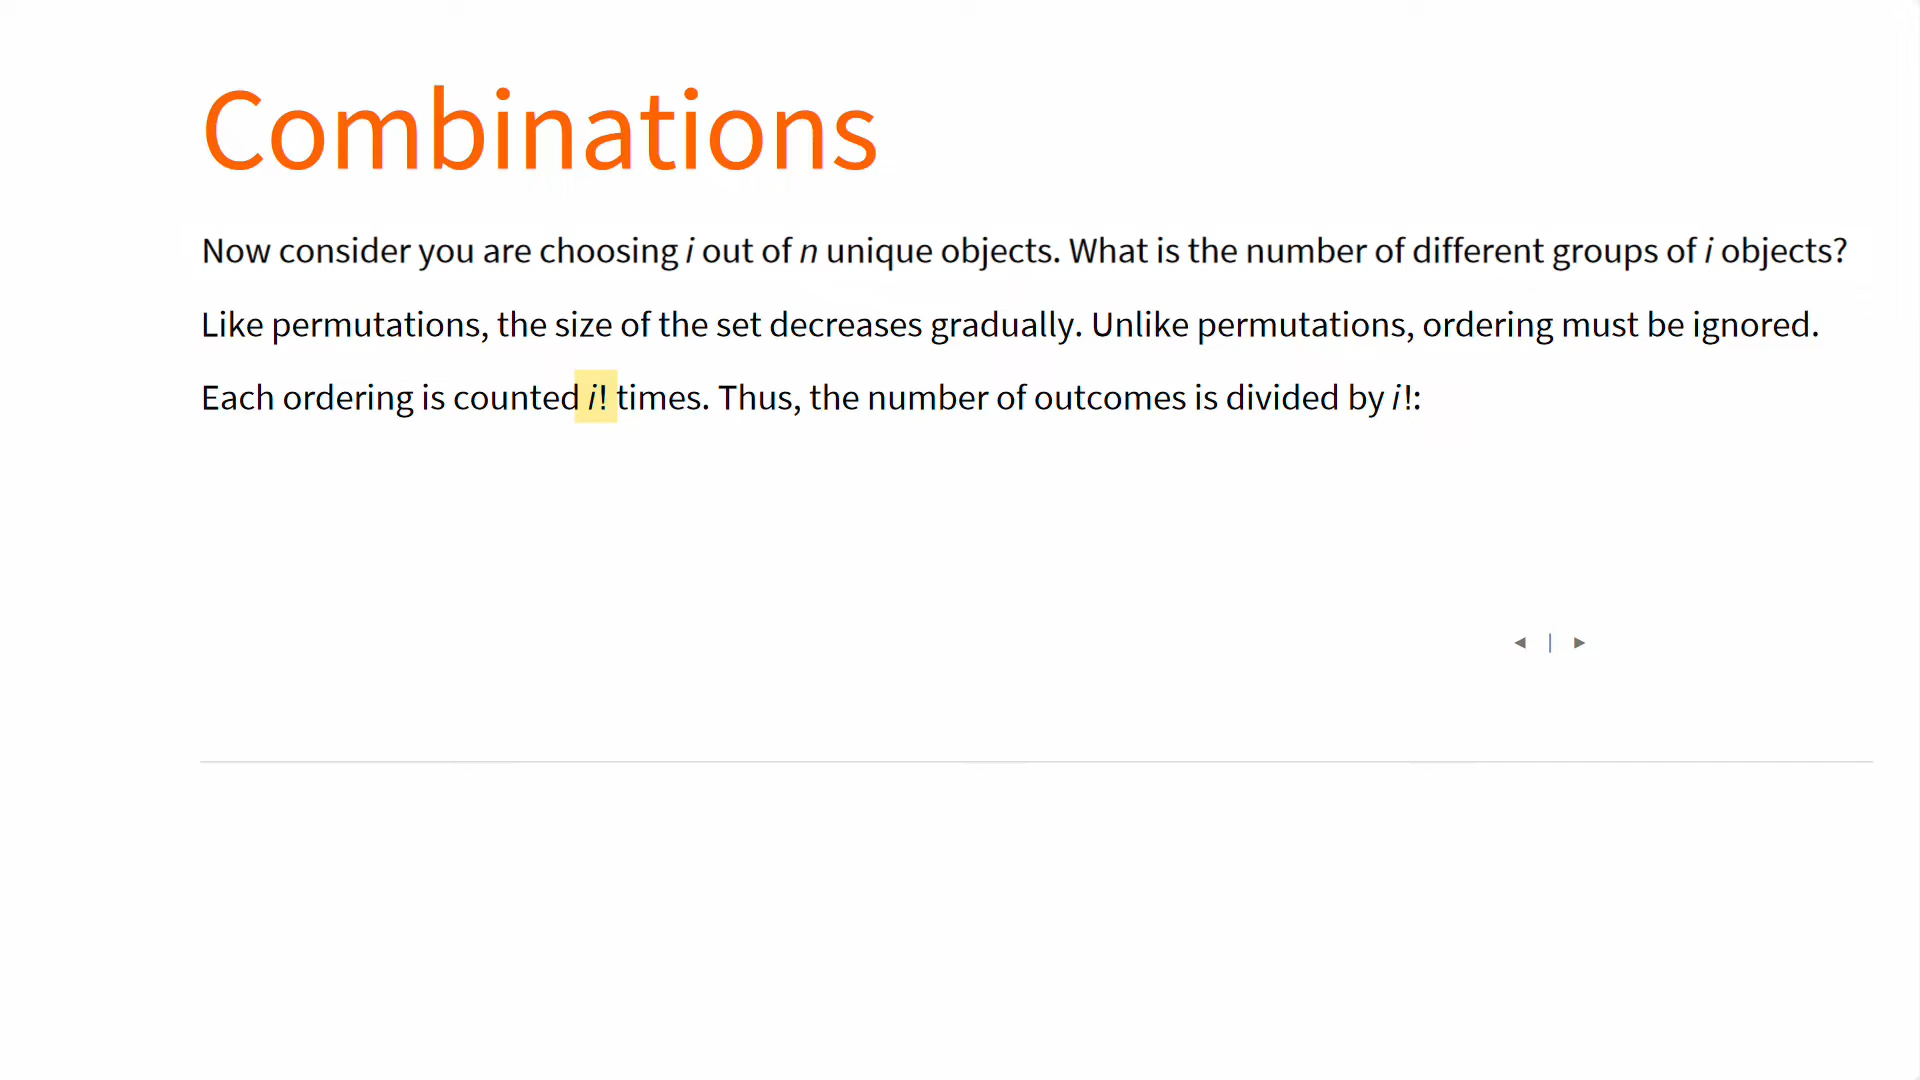 Combinations
Now consider you are choosing i out of n unique objects. What is the number of different groups of i objects?
Like permutations, the size of the set decreases gradually. Unlike permutations, ordering must be ignored.
Each ordering is counted i! times. Thus, the number of outcomes is divided by i!:
◄ | ►